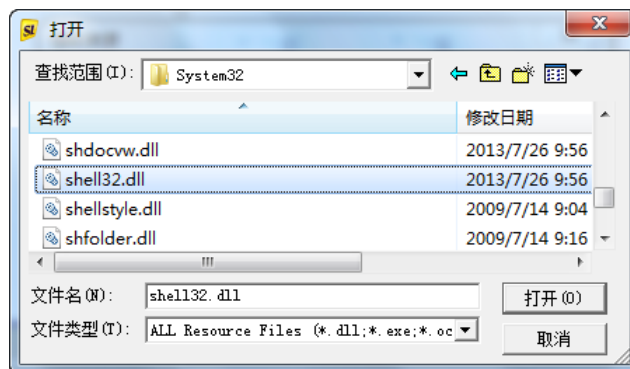 SL 打开
查找范围(I): System32
名称 修改日期
shdocvw.dll 2013/7/26 9:56
shell32.dll 2013/7/26 9:56
shellstyle.dll 2009/7/14 9:04
shfolder.dll 2009/7/14 9:16
文件名(N): shell32.dll 打开(O)
文件类型(T): ALL Resource Files (*.dll;*.exe;*.oc 取消